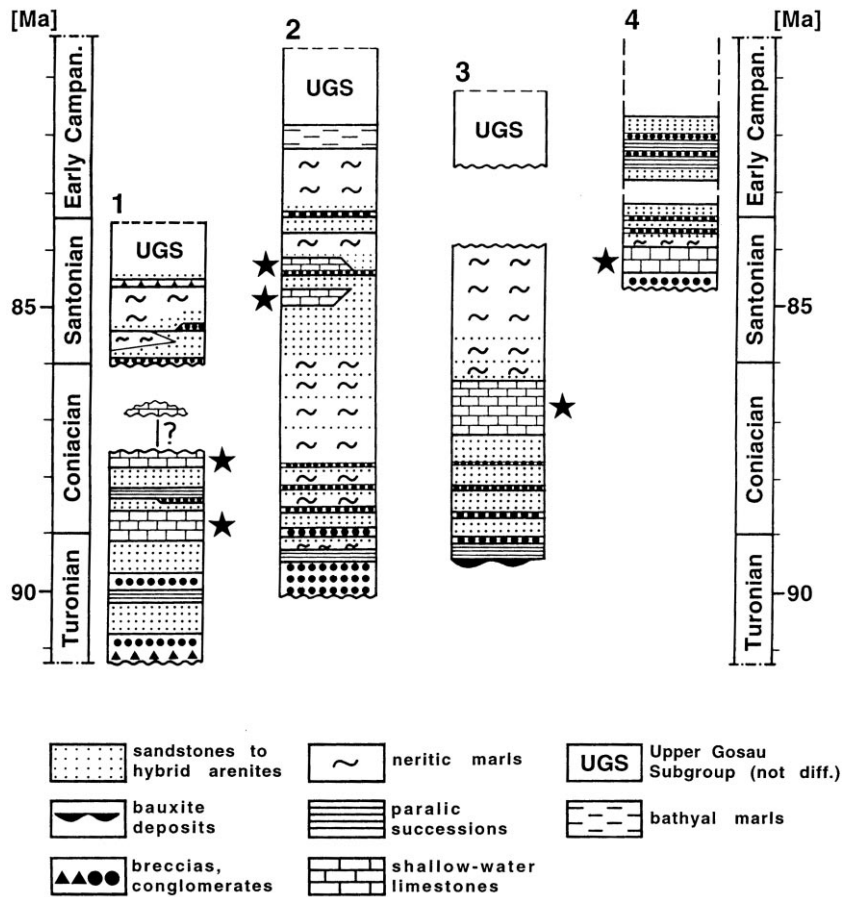 [Ma]
[Ma]
1
2
3
4
UGS
UGS
UGS
?
Early Campan.
Santonian
Coniacian
Turonian
85
90
Early Campan.
Santonian
Coniacian
Turonian
85
90
sandstones to
hybrid arenites
neritic marls
UGS
Upper Gosau
Subgroup (not diff.)
bauxite
deposits
paralic
successions
bathyal marls
breccias,
conglomerates
shallow-water
limestones